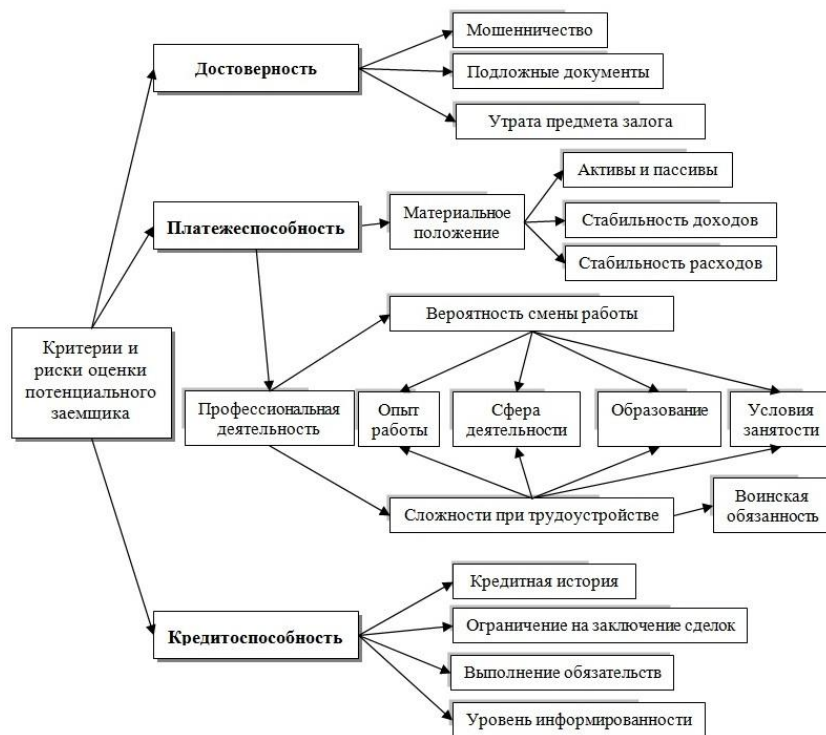 Мошенничество
Достоверность
Подложные документы
Утрата предмета залога
Активы и пассивы
Платежеспособность
Материальное
положение
Стабильность доходов
Стабильность расходов
Вероятность смены работы
Критерии и
риски оценки
потенциального
заемщика
Профессиональная
деятельность
Опыт
работы
Сфера
деятельности
Образование
Условия
занятости
Сложности при трудоустройстве
Воинская
обязанность
Кредитная история
Кредитоспособность
Ограничение на заключение сделок
Выполнение обязательств
Уровень информированности